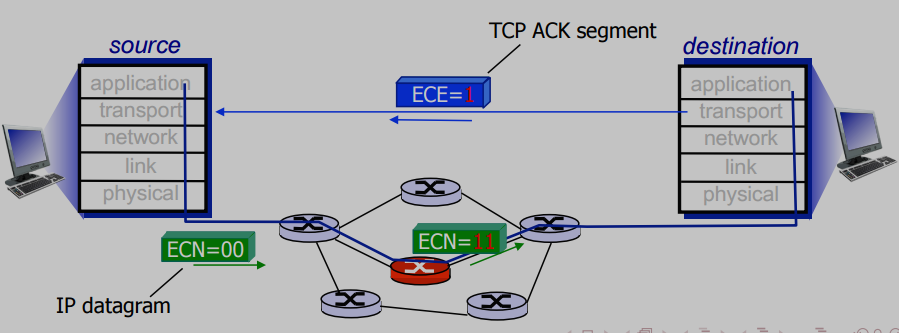 TCP ACK segment
source
destination
application
transport
network
link
physical
ECE=1
application
transport
network
link
physical
ECN=00
ECN=11
IP datagram